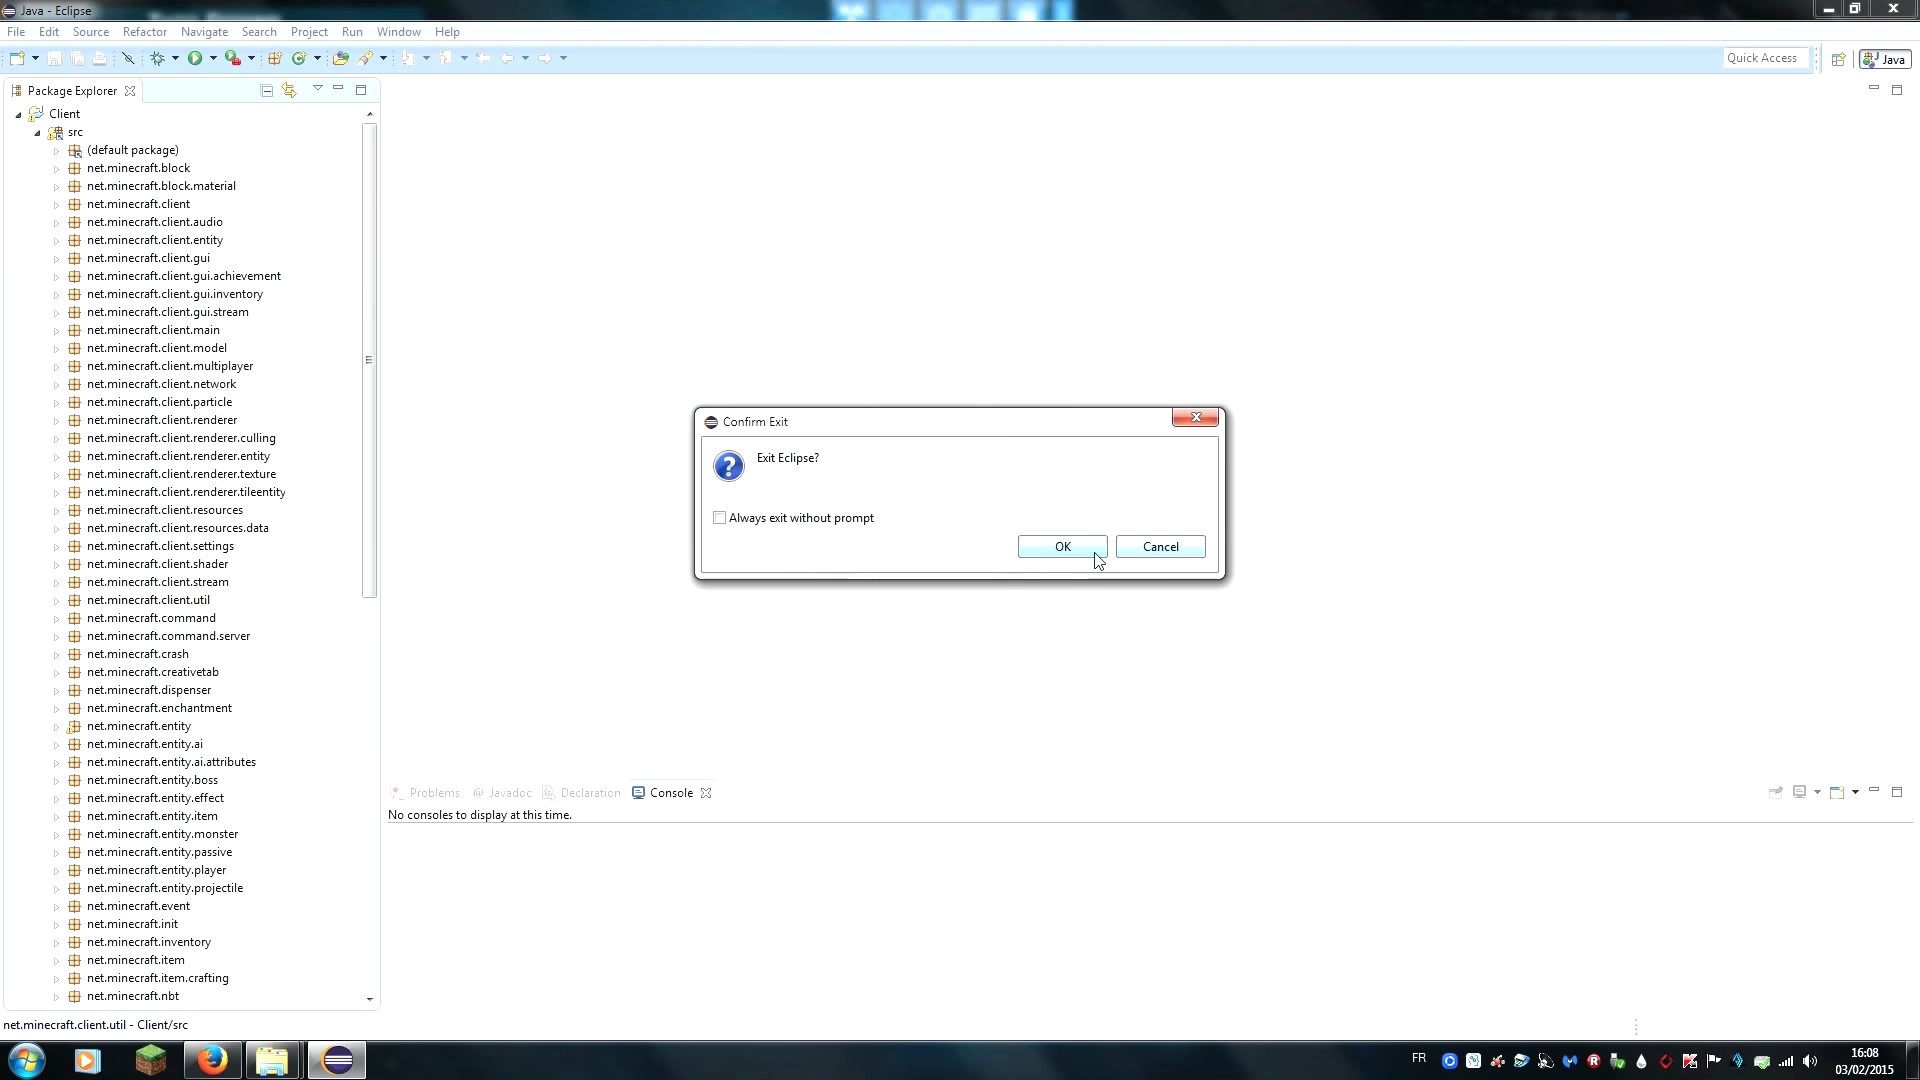 Java - Eclipse
File Edit Source Refactor Navigate Search Project Run Window Help
Quick Access
Java
Package Explorer
Client
src
(default package)
net.minecraft.block
net.minecraft.block.material
net.minecraft.client
net.minecraft.client.audio
net.minecraft.client.entity
net.minecraft.client.gui
net.minecraft.client.gui.achievement
net.minecraft.client.gui.inventory
net.minecraft.client.gui.stream
net.minecraft.client.main
net.minecraft.client.model
net.minecraft.client.multiplayer
net.minecraft.client.network
net.minecraft.client.particle
net.minecraft.client.renderer
net.minecraft.client.renderer.culling
net.minecraft.client.renderer.entity
net.minecraft.client.renderer.texture
net.minecraft.client.renderer.tileentity
net.minecraft.client.resources
net.minecraft.client.resources.data
net.minecraft.client.settings
net.minecraft.client.shader
net.minecraft.client.stream
net.minecraft.client.util
net.minecraft.command
net.minecraft.command.server
net.minecraft.crash
net.minecraft.creativetab
net.minecraft.dispenser
net.minecraft.enchantment
net.minecraft.entity
net.minecraft.entity.ai
net.minecraft.entity.ai.attributes
net.minecraft.entity.boss
net.minecraft.entity.effect
net.minecraft.entity.item
net.minecraft.entity.monster
net.minecraft.entity.passive
net.minecraft.entity.player
net.minecraft.entity.projectile
net.minecraft.event
net.minecraft.init
net.minecraft.inventory
net.minecraft.item
net.minecraft.item.crafting
net.minecraft.nbt
Confirm Exit
Exit Eclipse?
Always exit without prompt
OK Cancel
Problems @ Javadoc Declaration Console
No consoles to display at this time.
net.minecraft.client.util - Client/src
FR
16:08
03/02/2015